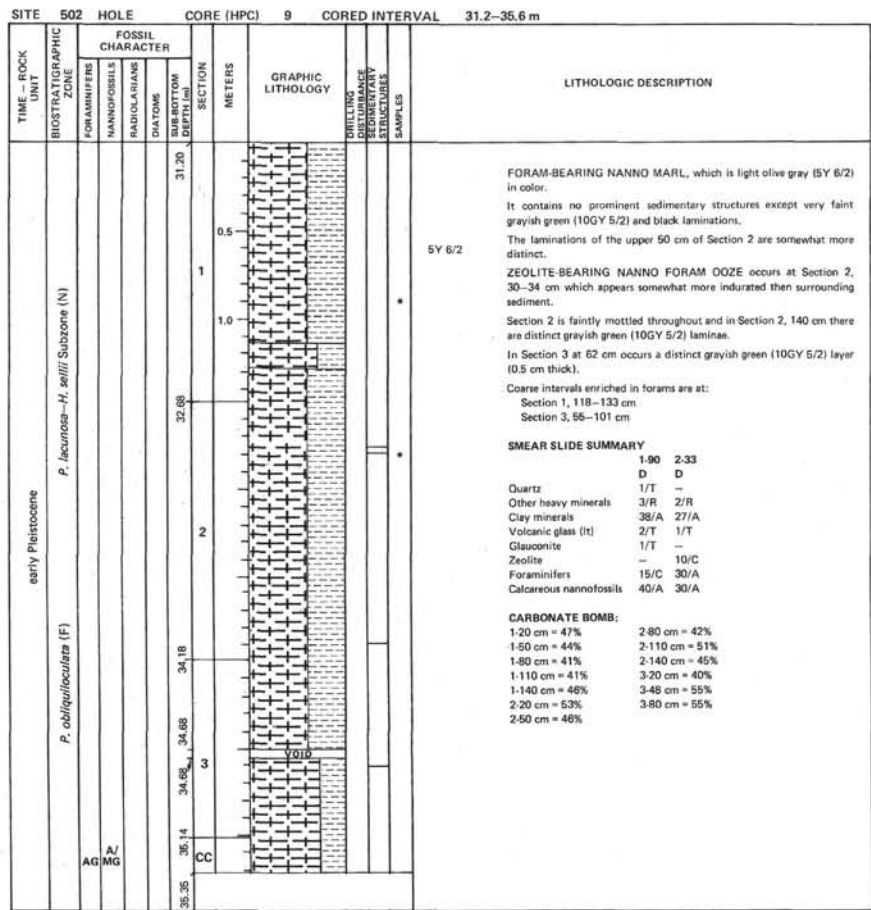 SITE 502 HOLE CORE (HPC) 9 CORED INTERVAL 31.2–35.6 m
TIME – ROCK UNIT
BIOSTRATIGRAPHIC ZONE
FOSSIL CHARACTER
FORAMINIFERS
NANNOFOSSILS
RADIOLARIANS
DIATOMS
SUB-BOTTOM DEPTH (m)
SECTION
METERS
GRAPHIC LITHOLOGY
DRILLING DISTURBANCE
SEDIMENTARY STRUCTURES
SAMPLES
LITHOLOGIC DESCRIPTION
early Pleistocene
P. lacunosa–H. sellii Subzone (N)
P. obliquiloculata (F)
AG
A/
MG
31.20
32.68
34.18
34.68
34.68
35.14
35.35
1
2
3
CC
0.5
1.0
VOID
*
*
5Y 6/2
FORAM-BEARING NANNO MARL, which is light olive gray (5Y 6/2)
in color.
It contains no prominent sedimentary structures except very faint
grayish green (10GY 5/2) and black laminations.
The laminations of the upper 50 cm of Section 2 are somewhat more
distinct.
ZEOLITE-BEARING NANNO FORAM OOZE occurs at Section 2,
30–34 cm which appears somewhat more indurated then surrounding
sediment.
Section 2 is faintly mottled throughout and in Section 2, 140 cm there
are distinct grayish green (10GY 5/2) laminae.
In Section 3 at 62 cm occurs a distinct grayish green (10GY 5/2) layer
(0.5 cm thick).
Coarse intervals enriched in forams are at:
Section 1, 118–133 cm
Section 3, 55–101 cm
SMEAR SLIDE SUMMARY
1-90 2-33
D D
Quartz 1/T –
Other heavy minerals 3/R 2/R
Clay minerals 38/A 27/A
Volcanic glass (lt) 2/T 1/T
Glauconite 1/T –
Zeolite – 10/C
Foraminifers 15/C 30/A
Calcareous nannofossils 40/A 30/A
CARBONATE BOMB;
1-20 cm = 47% 2-80 cm = 42%
1-50 cm = 44% 2-110 cm = 51%
1-80 cm = 41% 2-140 cm = 45%
1-110 cm = 41% 3-20 cm = 40%
1-140 cm = 46% 3-48 cm = 55%
2-20 cm = 53% 3-80 cm = 55%
2-50 cm = 46%